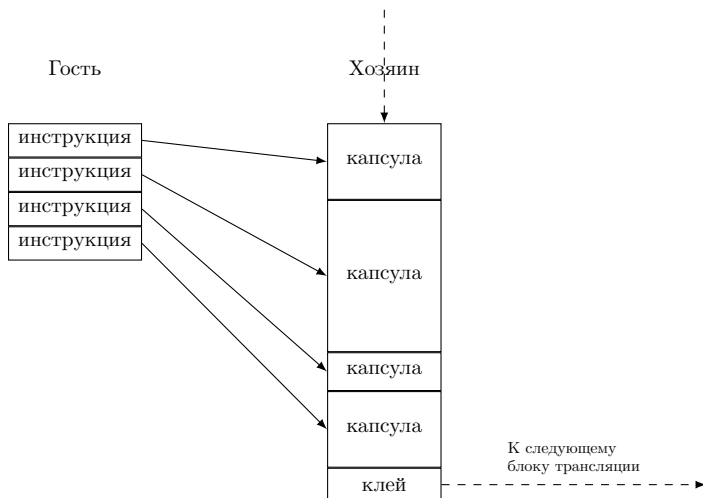 Гость
Хозяин
инструкция
инструкция
инструкция
инструкция
капсула
капсула
капсула
капсула
клей
К следующему
блоку трансляции